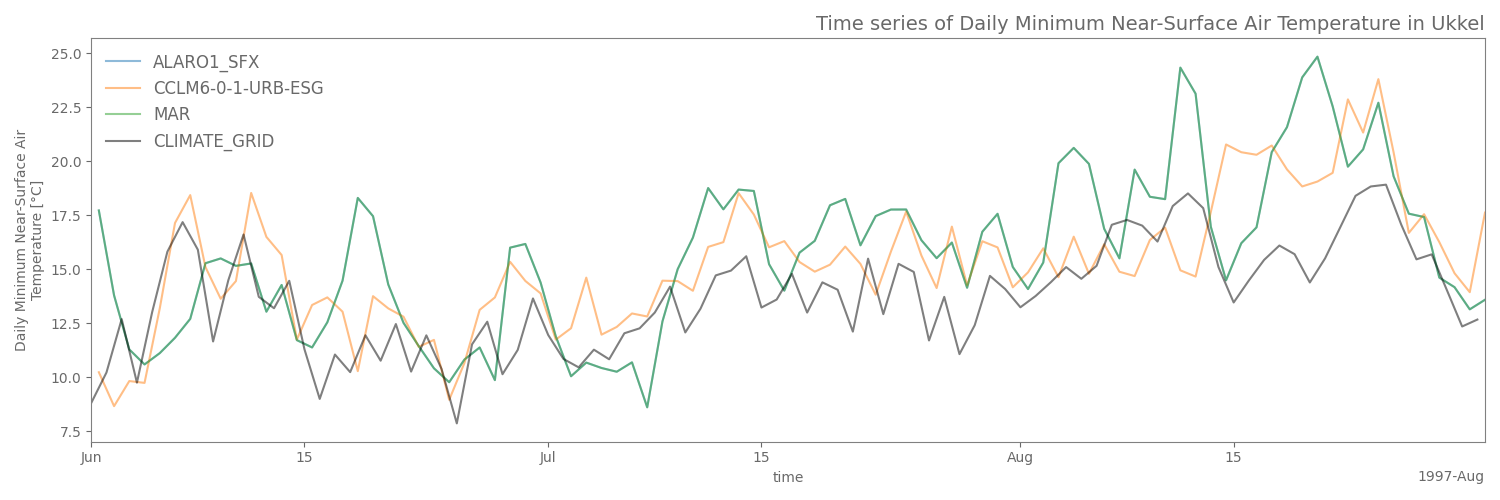 Time series of Daily Minimum Near-Surface Air Temperature in Ukkel
ALARO1_SFX
CCLM6-0-1-URB-ESG
MAR
CLIMATE_GRID
Daily Minimum Near-Surface Air
Temperature [°C]
25.0
22.5
20.0
17.5
15.0
12.5
10.0
7.5
Jun 15 Jul 15 Aug 15
time
1997-Aug